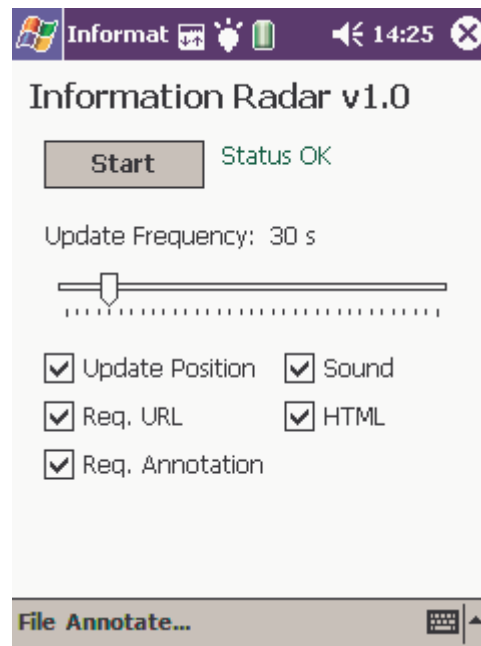 Informat 14:25
Information Radar v1.0
Start Status OK
Update Frequency: 30 s
Update Position Sound
Req. URL HTML
Req. Annotation
File Annotate...